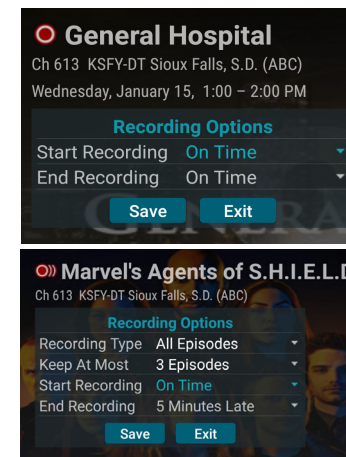 General Hospital
Ch 613 KSFY-DT Sioux Falls, S.D. (ABC)
Wednesday, January 15, 1:00 – 2:00 PM
Recording Options
Start Recording On Time
End Recording On Time
Save Exit
GENERA
Marvel's Agents of S.H.I.E.L.D
Ch 613 KSFY-DT Sioux Falls, S.D. (ABC)
Recording Options
Recording Type All Episodes
Keep At Most 3 Episodes
Start Recording On Time
End Recording 5 Minutes Late
Save Exit